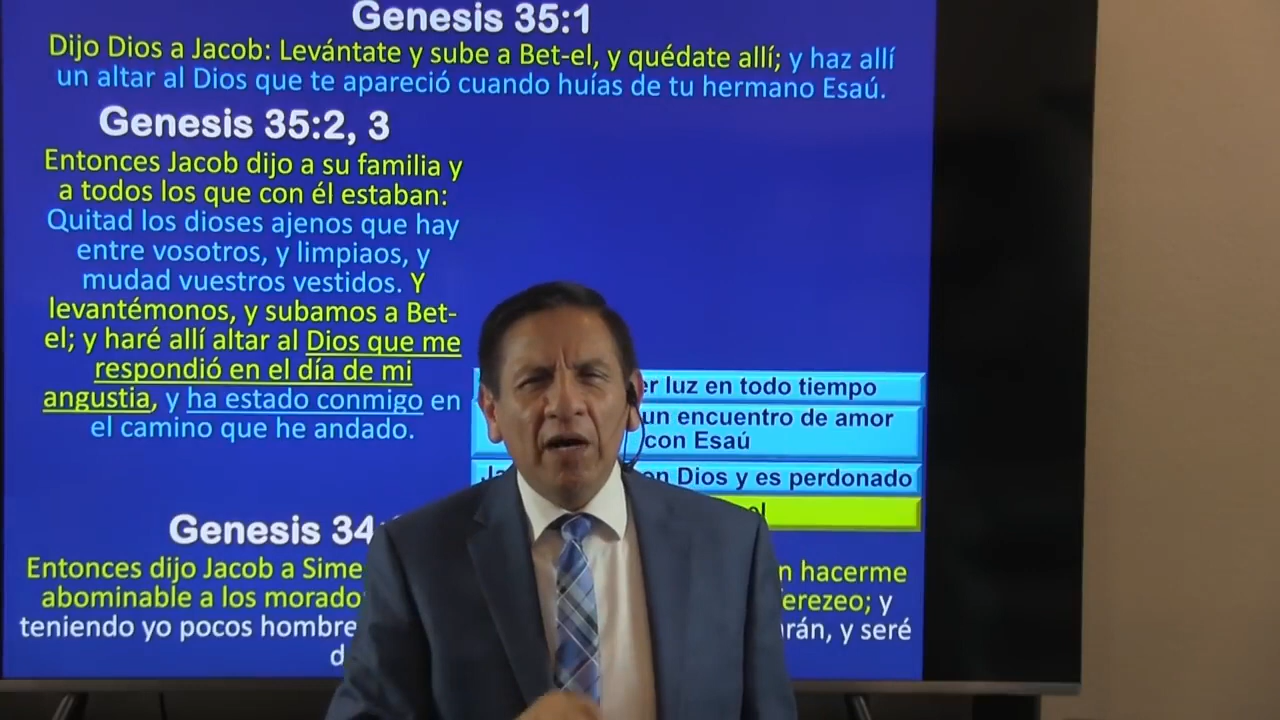 Genesis 35:1
Dijo Dios a Jacob: Levántate y sube a Bet-el, y quédate allí; y haz allí
un altar al Dios que te apareció cuando huías de tu hermano Esaú.
Genesis 35:2, 3
Entonces Jacob dijo a su familia y
a todos los que con él estaban:
Quitad los dioses ajenos que hay
entre vosotros, y limpiaos, y
mudad vuestros vestidos. Y
levantémonos, y subamos a Bet-
el; y haré allí altar al Dios que me
respondió en el día de mi
angustia, y ha estado conmigo en
el camino que he andado.
luz en todo tiempo
un encuentro de amor
con Esaú
Dios y es perdonado
Genesis 34:
Entonces dijo Jacob a hacerme
abominable a los y
teniendo yo pocos y seré